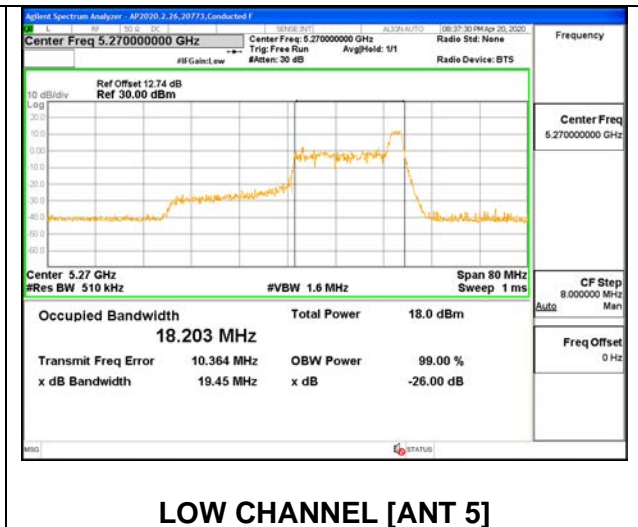 Agilent Spectrum Analyzer - AP2020.2.26,20773,Conducted F
L RF 50 Ω DC SENSE:INT ALIGN AUTO 08:37:30 PM Apr 20, 2020
Center Freq 5.270000000 GHz
Center Freq: 5.270000000 GHz
Radio Std: None
Frequency
Trig: Free Run Avg|Hold: 1/1
#IFGain:Low #Atten: 30 dB Radio Device: BTS
Ref Offset 12.74 dB
10 dB/div Ref 30.00 dBm
Log
20.0
10.0
0.00
-10.0
-20.0
-30.0
-40.0
-50.0
-60.0
Center Freq
5.270000000 GHz
Center 5.27 GHz Span 80 MHz
#Res BW 510 kHz #VBW 1.6 MHz Sweep 1 ms
CF Step
8.000000 MHz
Auto Man
Occupied Bandwidth Total Power 18.0 dBm
18.203 MHz
Freq Offset
0 Hz
Transmit Freq Error 10.364 MHz OBW Power 99.00 %
x dB Bandwidth 19.45 MHz x dB -26.00 dB
MSG STATUS
LOW CHANNEL [ANT 5]